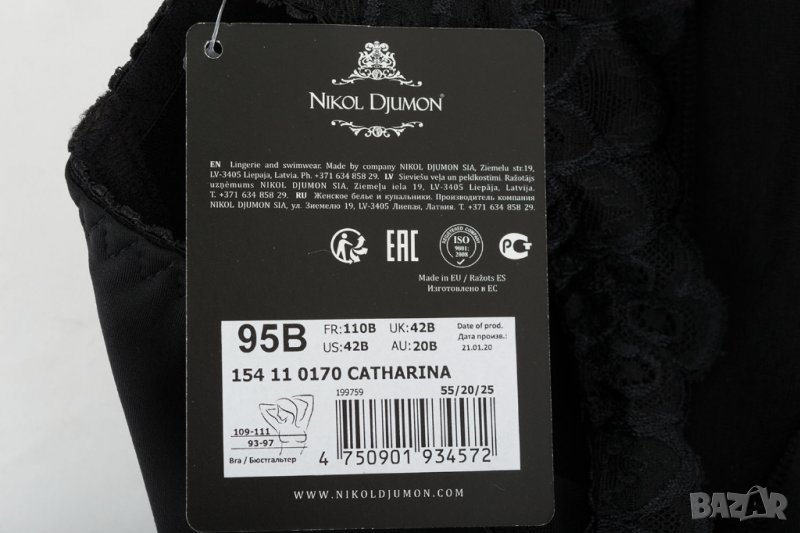 NIKOL DJUMON®
EN Lingerie and swimwear. Made by company NIKOL DJUMON SIA, Ziemelu str.19,
LV-3405 Liepaja, Latvia. Ph. +371 634 858 29. LV Sieviešu veļa un peldkostīmi. Ražotājs
uzņēmums NIKOL DJUMON SIA, Ziemeļu iela 19, LV-3405 Liepāja, Latvija.
T. +371 634 858 29. RU Женское белье и купальники. Производитель компания
NIKOL DJUMON SIA, ул. Зиемелю 19, LV-3405 Лиепая, Латвия. Т. +371 634 858 29.
EAC
REGISTERED COMPANY
ISO
9001:
2008
Made in EU / Ražots ES
Изготовлено в ЕС
95B FR:110B UK:42B Date of prod.
US:42B AU:20B Дата произв.:
21.01.20
154 11 0170 CATHARINA
199759 55/20/25
109-111
93-97
Bra / Бюстгальтер
4 750901 934572
WWW.NIKOLDJUMON.COM
BAZAR